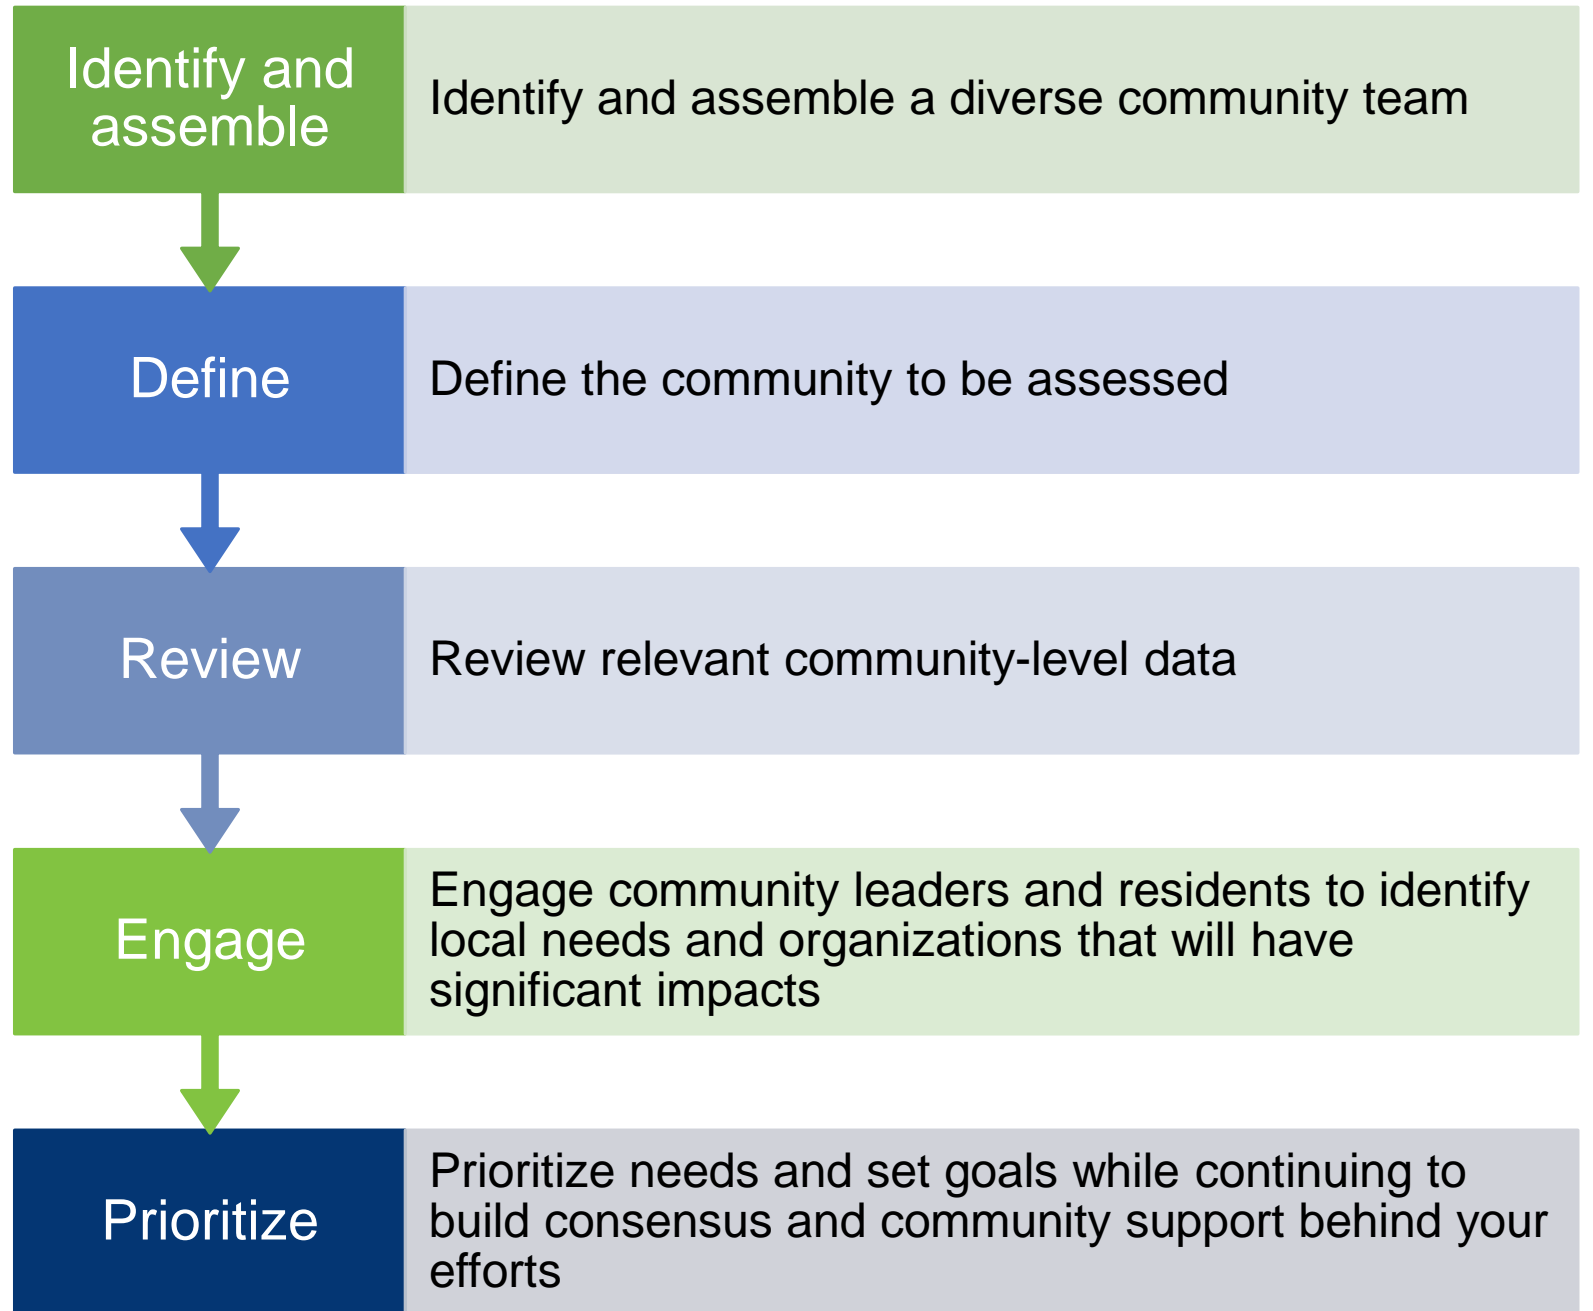 Identify and
assemble
Identify and assemble a diverse community team
Define
Define the community to be assessed
Review
Review relevant community-level data
Engage
Engage community leaders and residents to identify
local needs and organizations that will have
significant impacts
Prioritize
Prioritize needs and set goals while continuing to
build consensus and community support behind your
efforts